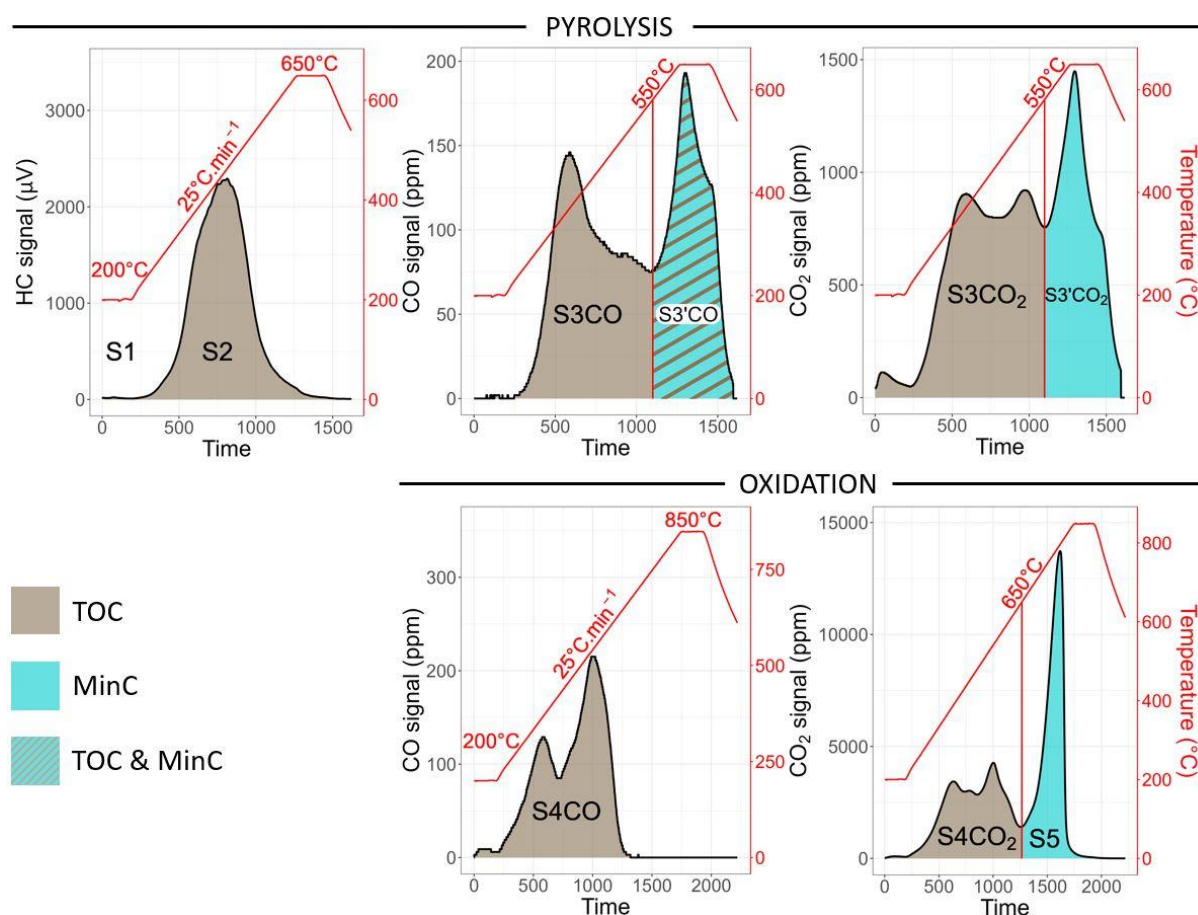 PYROLYSIS
HC signal (µV)
3000
2000
1000
0
200°C
25°C.min⁻¹
650°C
S1
S2
600
400
200
0
0
500
1000
1500
Time
CO signal (ppm)
200
150
100
50
0
550°C
S3CO
S3'CO
600
400
200
0
0
500
1000
1500
Time
CO₂ signal (ppm)
1500
1000
500
0
550°C
S3CO₂
S3'CO₂
600
400
200
0
Temperature (°C)
0
500
1000
1500
Time
OXIDATION
TOC
MinC
TOC & MinC
CO signal (ppm)
300
200
100
0
200°C
25°C.min⁻¹
850°C
S4CO
750
500
250
0
0
500
1000
1500
2000
Time
CO₂ signal (ppm)
15000
10000
5000
0
650°C
S4CO₂
S5
800
600
400
200
0
Temperature (°C)
0
500
1000
1500
2000
Time